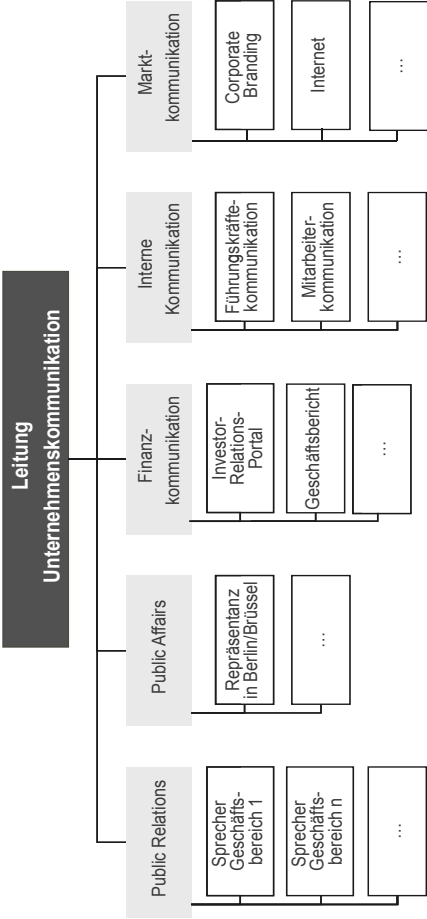 Leitung
Unternehmenskommunikation
Public Relations
Sprecher
Geschäfts-
bereich 1
Sprecher
Geschäfts-
bereich n
…
Public Affairs
Repräsentanz
in Berlin/Brüssel
…
Finanz-
kommunikation
Investor-
Relations-
Portal
Geschäftsbericht
…
Interne
Kommunikation
Führungskräfte-
kommunikation
Mitarbeiter-
kommunikation
…
Markt-
kommunikation
Corporate
Branding
Internet
…